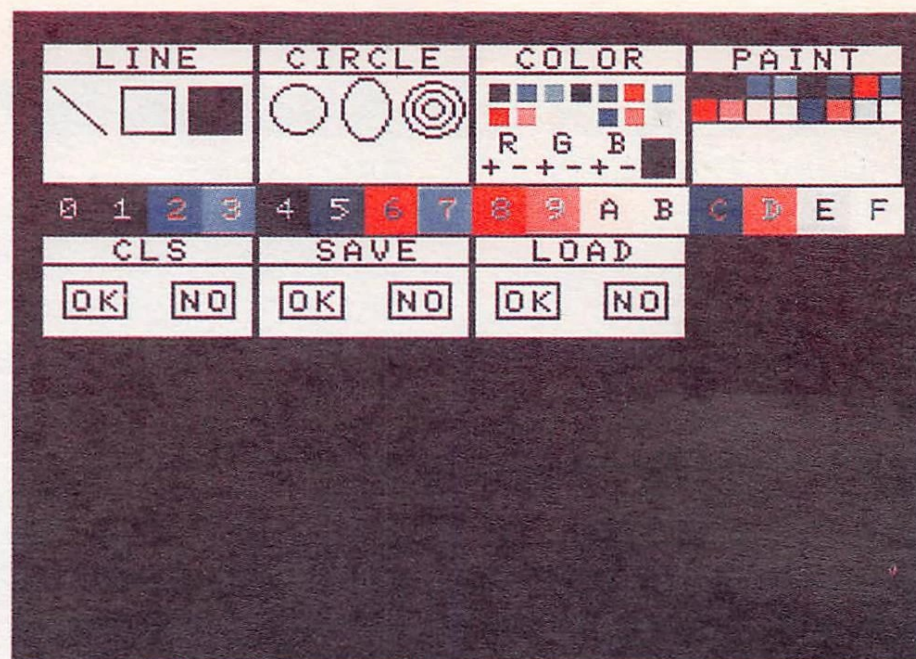 LINE CIRCLE COLOR PAINT
R G B
+ - + - + -
0 1 2 3 4 5 6 7 8 9 A B C D E F
CLS SAVE LOAD
OK NO OK NO OK NO